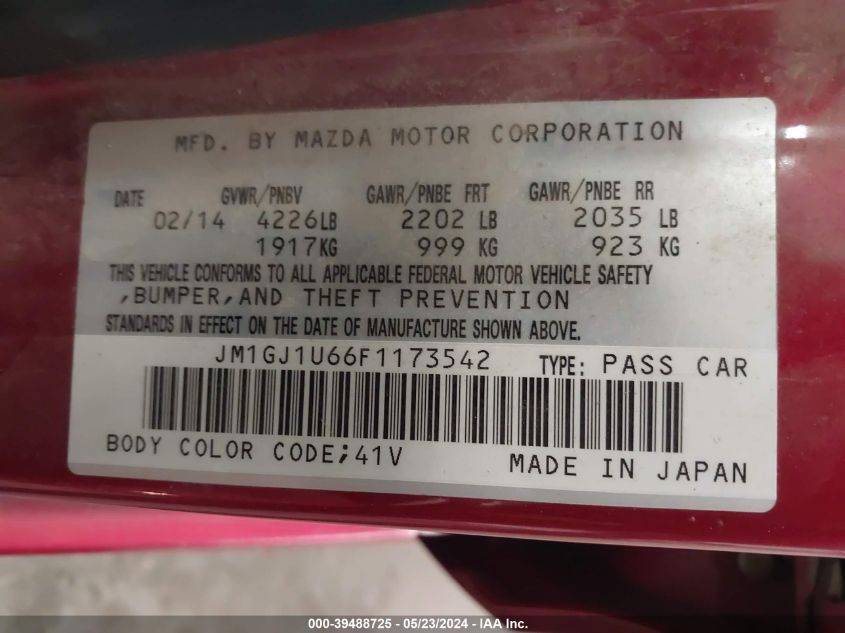 MFD. BY MAZDA MOTOR CORPORATION
DATE GVWR/PNBV GAWR/PNBE FRT GAWR/PNBE RR
02/14 4226LB 2202 LB 2035 LB
1917KG 999 KG 923 KG
THIS VEHICLE CONFORMS TO ALL APPLICABLE FEDERAL MOTOR VEHICLE SAFETY
,BUMPER,AND THEFT PREVENTION
STANDARDS IN EFFECT ON THE DATE OF MANUFACTURE SHOWN ABOVE.
JM1GJ1U66F1173542 TYPE: PASS CAR
BODY COLOR CODE;41V MADE IN JAPAN
000-39488725 - 05/23/2024 - IAA Inc.